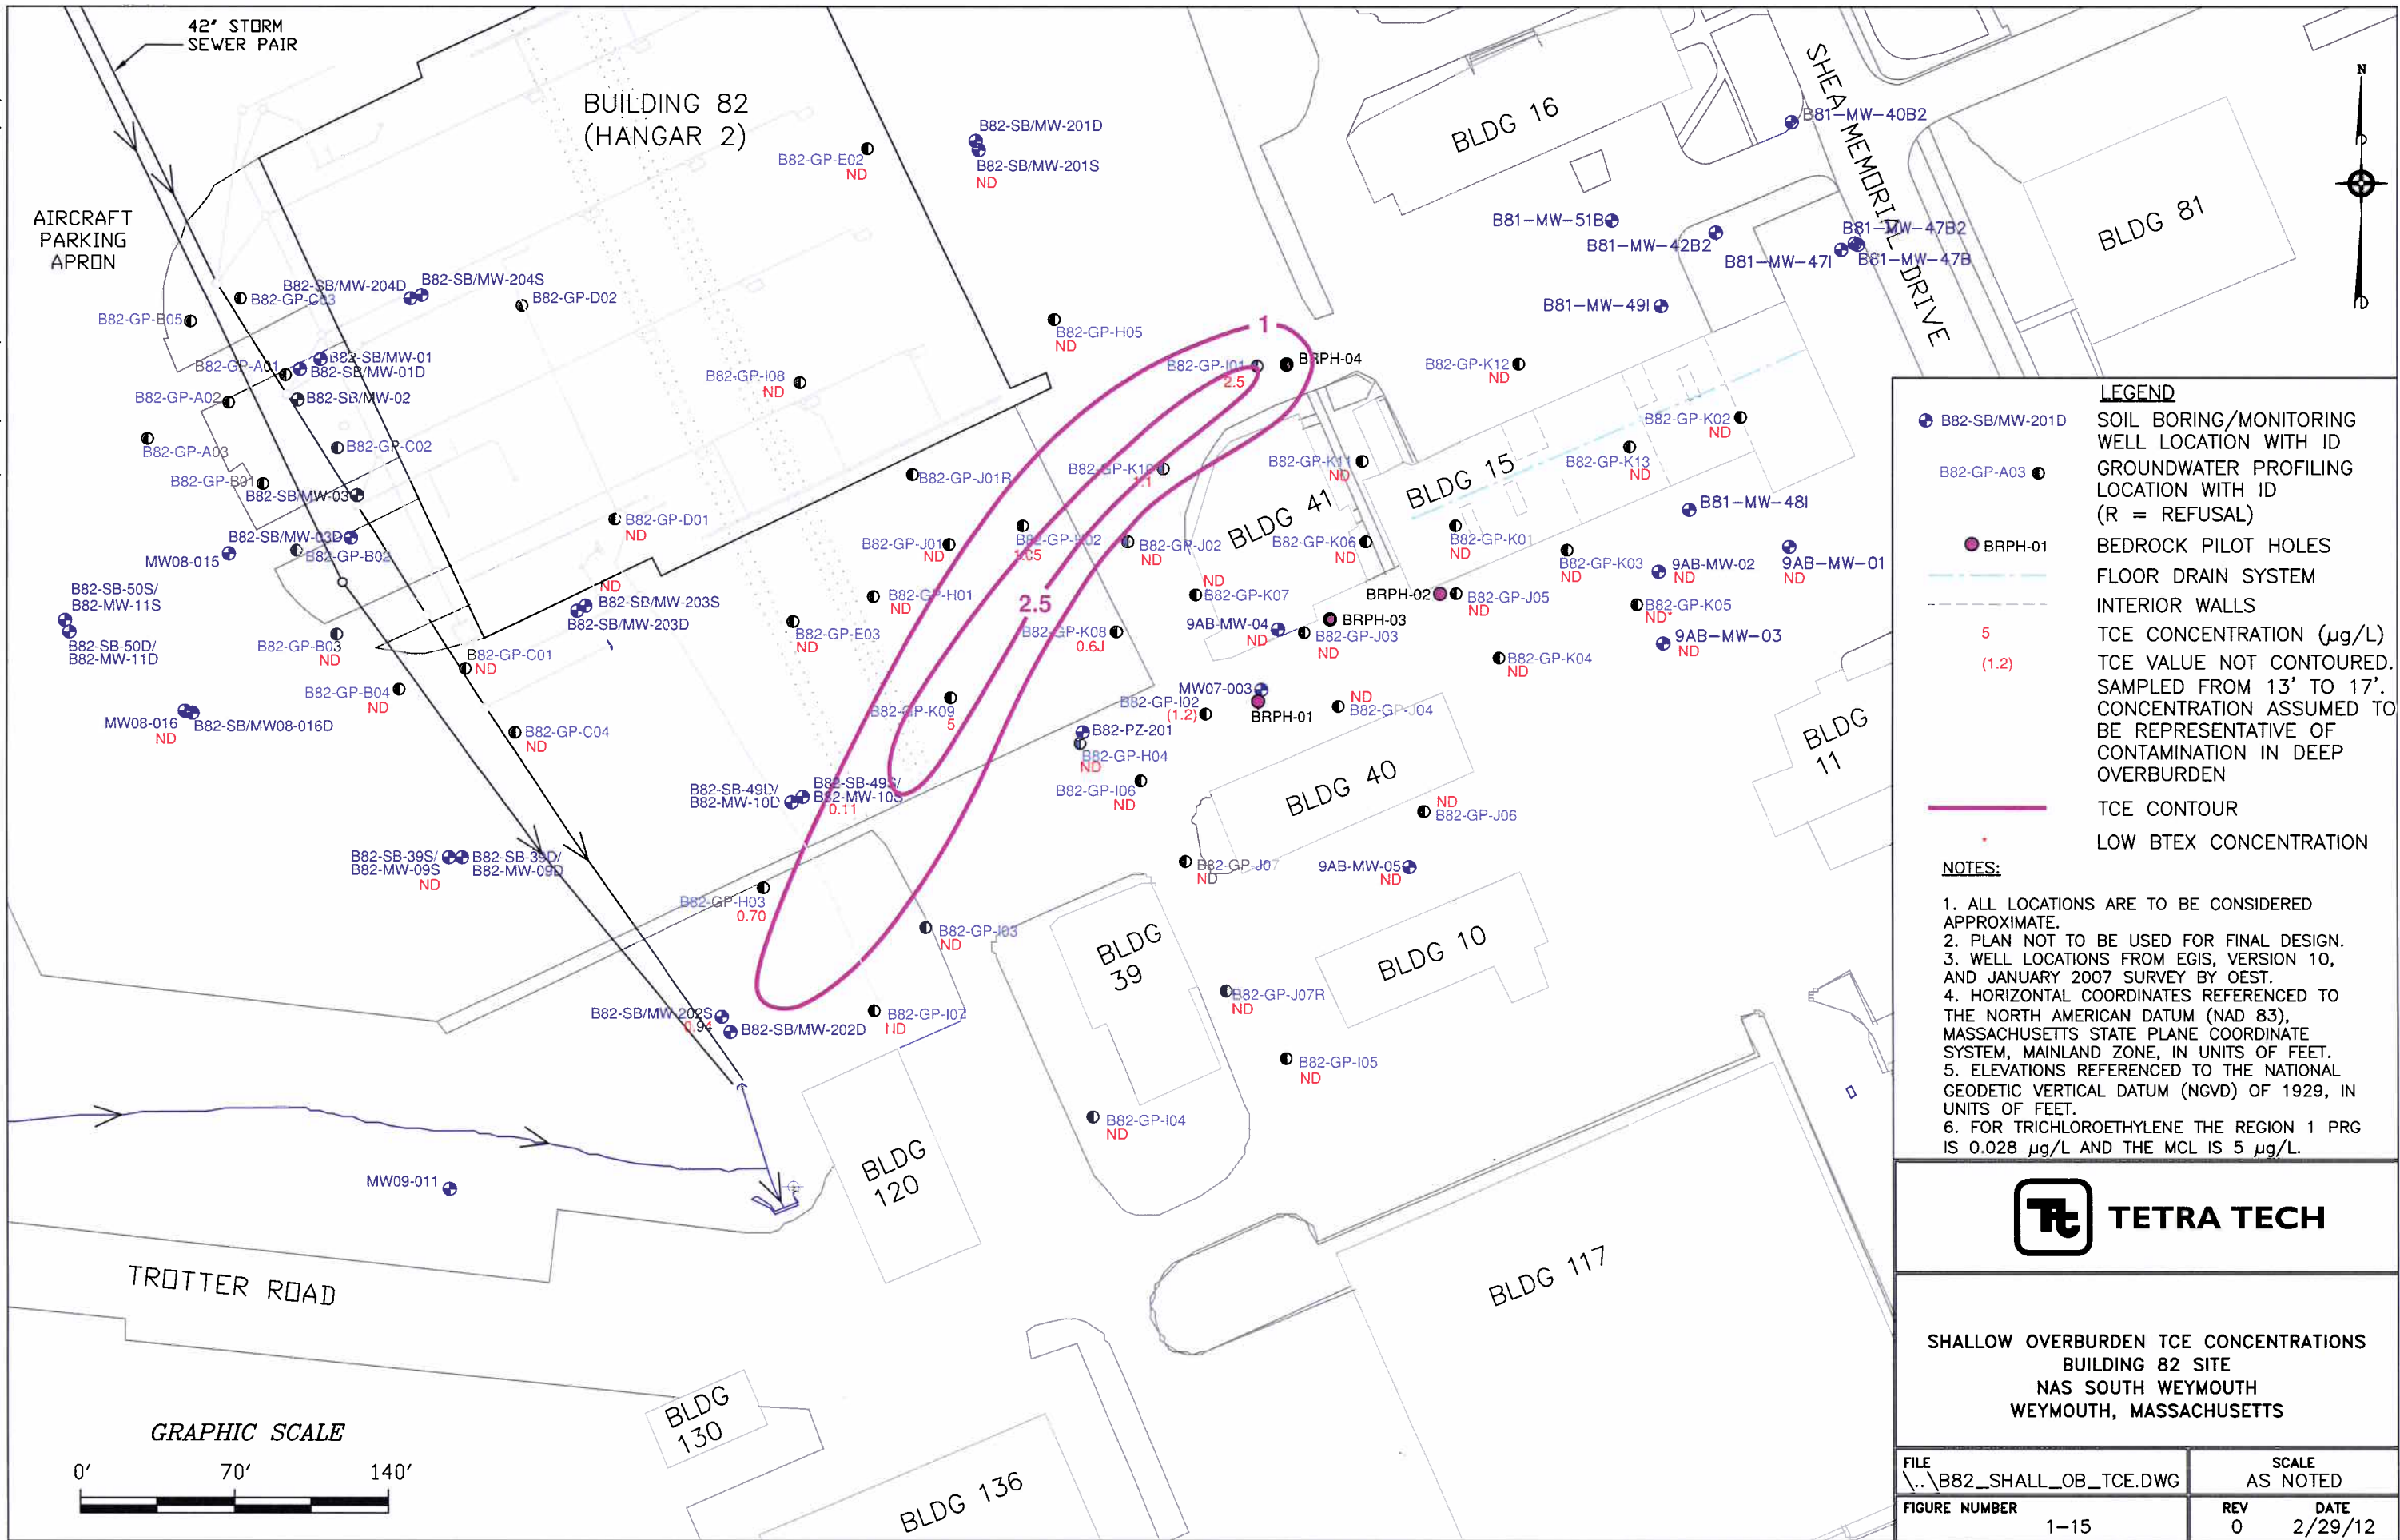 42" STORM
SEWER PAIR
BUILDING 82
(HANGAR 2)
AIRCRAFT
PARKING
APRON
BLDG 16
SHEA MEMORIAL DRIVE
BLDG 81
N
B82-SB/MW-201D
B82-SB/MW-201S
ND
B82-GP-E02
ND
B81-MW-40B2
B81-MW-51B
B81-MW-42B2
B81-MW-47I
B81-MW-47B2
B81-MW-47B
B81-MW-49I
B82-SB/MW-204D
B82-SB/MW-204S
B82-GP-C03
B82-GP-D02
B82-GP-B05
B82-SB/MW-01
B82-GP-A01
B82-SB/MW-01D
B82-GP-A02
B82-SB/MW-02
B82-GP-A03
B82-GP-C02
B82-GP-B01
B82-SB/MW-03
B82-SB/MW-03D
MW08-015
B82-GP-B02
B82-SB-50S/
B82-MW-11S
B82-SB-50D/
B82-MW-11D
B82-GP-B03
ND
B82-GP-C01
ND
B82-GP-B04
ND
MW08-016
ND
B82-SB/MW08-016D
B82-GP-C04
ND
B82-GP-D01
ND
ND
B82-SB/MW-203S
B82-SB/MW-203D
B82-GP-H05
ND
B82-GP-I08
ND
1
B82-GP-I01
2.5
BRPH-04
B82-GP-K12
ND
B82-GP-K02
ND
B82-GP-K13
ND
B82-GP-J01R
B82-GP-K10
1.1
B82-GP-K11
ND
BLDG 41
BLDG 15
B82-GP-J01
ND
B82-GP-H02
1.05
B82-GP-J02
ND
B82-GP-K06
ND
B82-GP-K01
ND
B81-MW-48I
B82-GP-K03
ND
9AB-MW-02
ND
9AB-MW-01
ND
B82-GP-H01
ND
2.5
ND
B82-GP-K07
BRPH-02
B82-GP-J05
ND
B82-GP-K05
ND*
B82-GP-E03
ND
B82-GP-K08
0.6J
9AB-MW-04
ND
BRPH-03
B82-GP-J03
ND
9AB-MW-03
ND
B82-GP-K04
ND
B82-GP-K09
5
MW07-003
B82-GP-I02
(1.2)
BRPH-01
ND
B82-GP-J04
B82-PZ-201
B82-GP-H04
ND
B82-GP-I06
ND
BLDG 40
BLDG
11
B82-SB-49D/
B82-MW-10D
B82-SB-49S/
B82-MW-10S
0.11
ND
B82-GP-J06
B82-SB-39S/
B82-MW-09S
ND
B82-SB-39D/
B82-MW-09D
B82-GP-J07
ND
9AB-MW-05
ND
B82-GP-H03
0.70
B82-GP-I03
ND
BLDG
39
BLDG 10
B82-SB/MW-202S
0.94
B82-SB/MW-202D
B82-GP-I07
ND
B82-GP-J07R
ND
B82-GP-I05
ND
B82-GP-I04
ND
BLDG
120
MW09-011
TROTTER ROAD
BLDG 117
BLDG
130
BLDG 136
GRAPHIC SCALE
0' 70' 140'
LEGEND
B82-SB/MW-201D SOIL BORING/MONITORING
WELL LOCATION WITH ID
B82-GP-A03 GROUNDWATER PROFILING
LOCATION WITH ID
(R = REFUSAL)
BRPH-01 BEDROCK PILOT HOLES
FLOOR DRAIN SYSTEM
INTERIOR WALLS
5 TCE CONCENTRATION (µg/L)
(1.2) TCE VALUE NOT CONTOURED.
SAMPLED FROM 13' TO 17'.
CONCENTRATION ASSUMED TO
BE REPRESENTATIVE OF
CONTAMINATION IN DEEP
OVERBURDEN
TCE CONTOUR
* LOW BTEX CONCENTRATION
NOTES:
1. ALL LOCATIONS ARE TO BE CONSIDERED
APPROXIMATE.
2. PLAN NOT TO BE USED FOR FINAL DESIGN.
3. WELL LOCATIONS FROM EGIS, VERSION 10,
AND JANUARY 2007 SURVEY BY OEST.
4. HORIZONTAL COORDINATES REFERENCED TO
THE NORTH AMERICAN DATUM (NAD 83),
MASSACHUSETTS STATE PLANE COORDINATE
SYSTEM, MAINLAND ZONE, IN UNITS OF FEET.
5. ELEVATIONS REFERENCED TO THE NATIONAL
GEODETIC VERTICAL DATUM (NGVD) OF 1929, IN
UNITS OF FEET.
6. FOR TRICHLOROETHYLENE THE REGION 1 PRG
IS 0.028 µg/L AND THE MCL IS 5 µg/L.
Tt TETRA TECH
SHALLOW OVERBURDEN TCE CONCENTRATIONS
BUILDING 82 SITE
NAS SOUTH WEYMOUTH
WEYMOUTH, MASSACHUSETTS
FILE
\..\B82_SHALL_OB_TCE.DWG
SCALE
AS NOTED
FIGURE NUMBER
1-15
REV
0
DATE
2/29/12